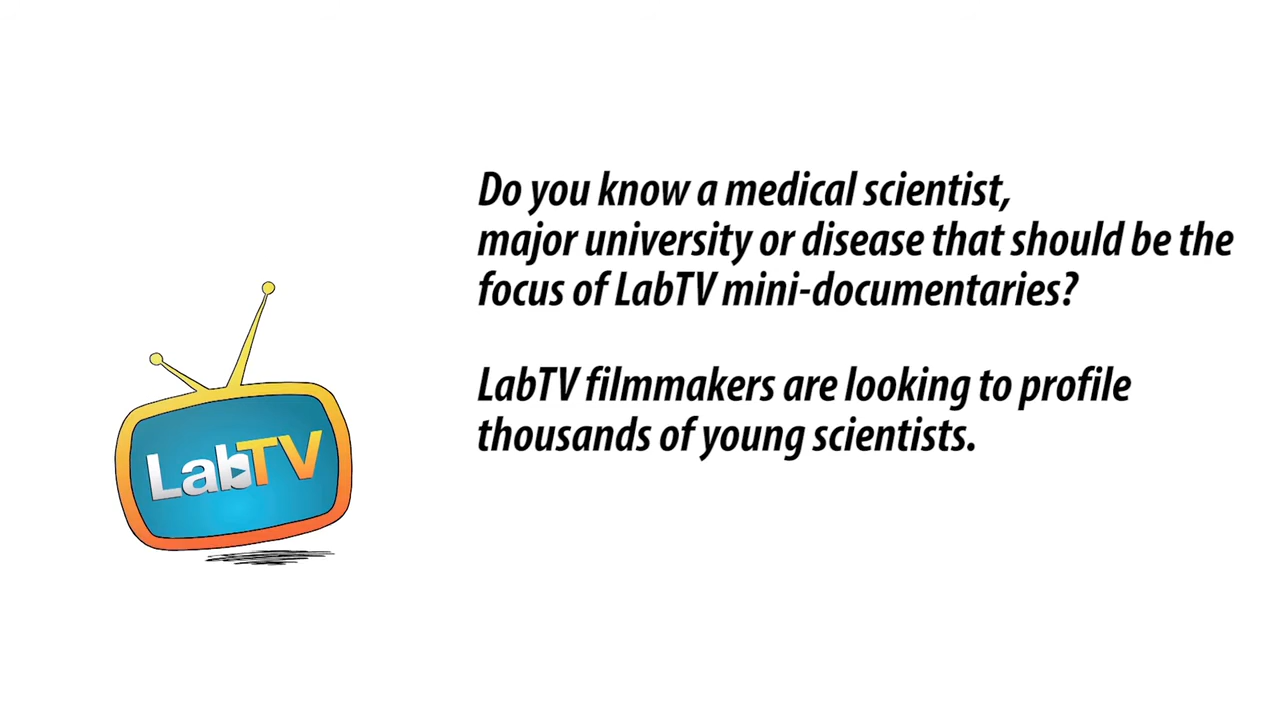 Do you know a medical scientist,
major university or disease that should be the
focus of LabTV mini-documentaries?
LabTV filmmakers are looking to profile
thousands of young scientists.
LabTV